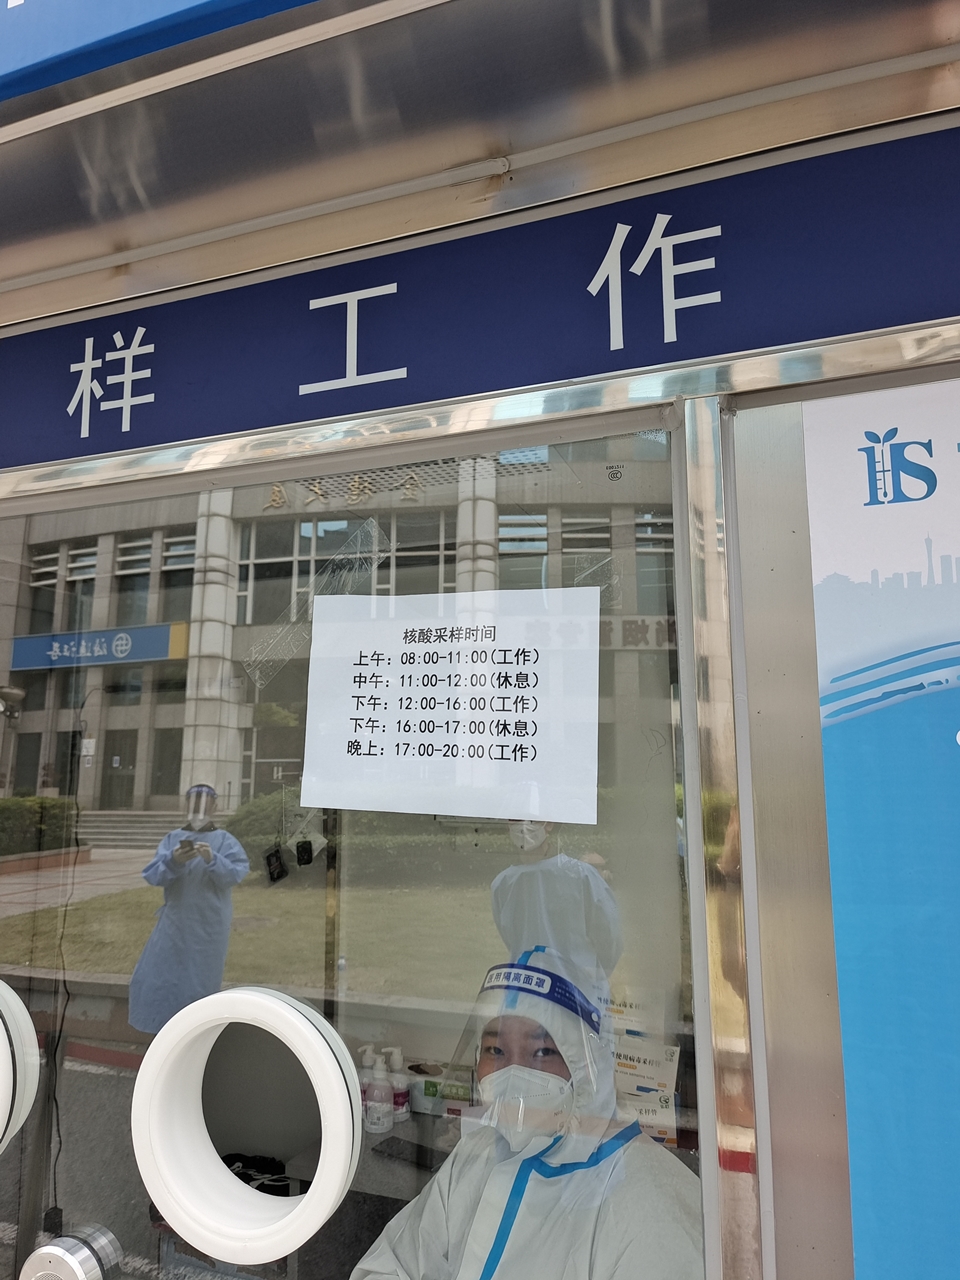 样工作
IS
核酸采样时间
上午：08:00-11:00(工作)
中午：11:00-12:00(休息)
下午：12:00-16:00(工作)
下午：16:00-17:00(休息)
晚上：17:00-20:00(工作)
医用隔离面罩